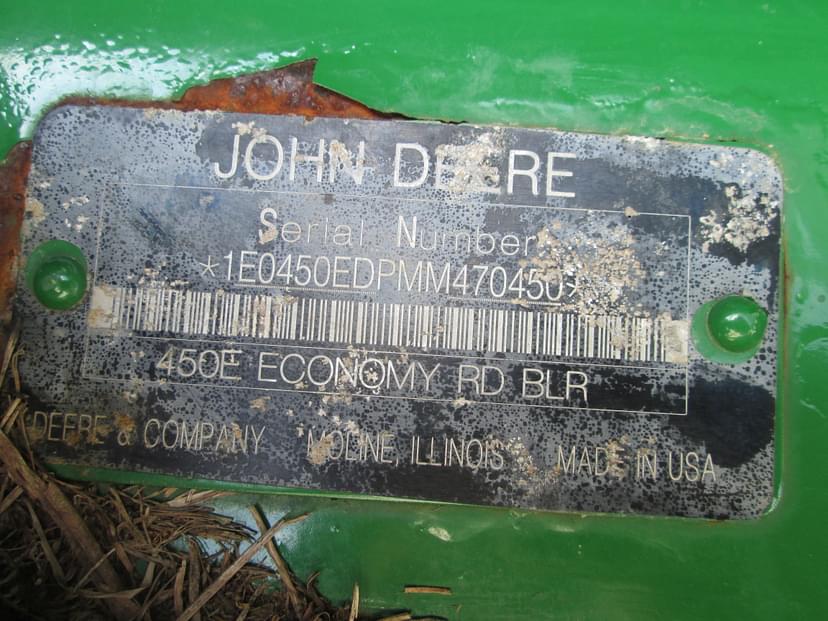 JOHN DEERE
Serial Number
*1E0450EDPMM470450*
450E ECONOMY RD BLR
DEERE & COMPANY MOLINE, ILLINOIS MADE IN USA